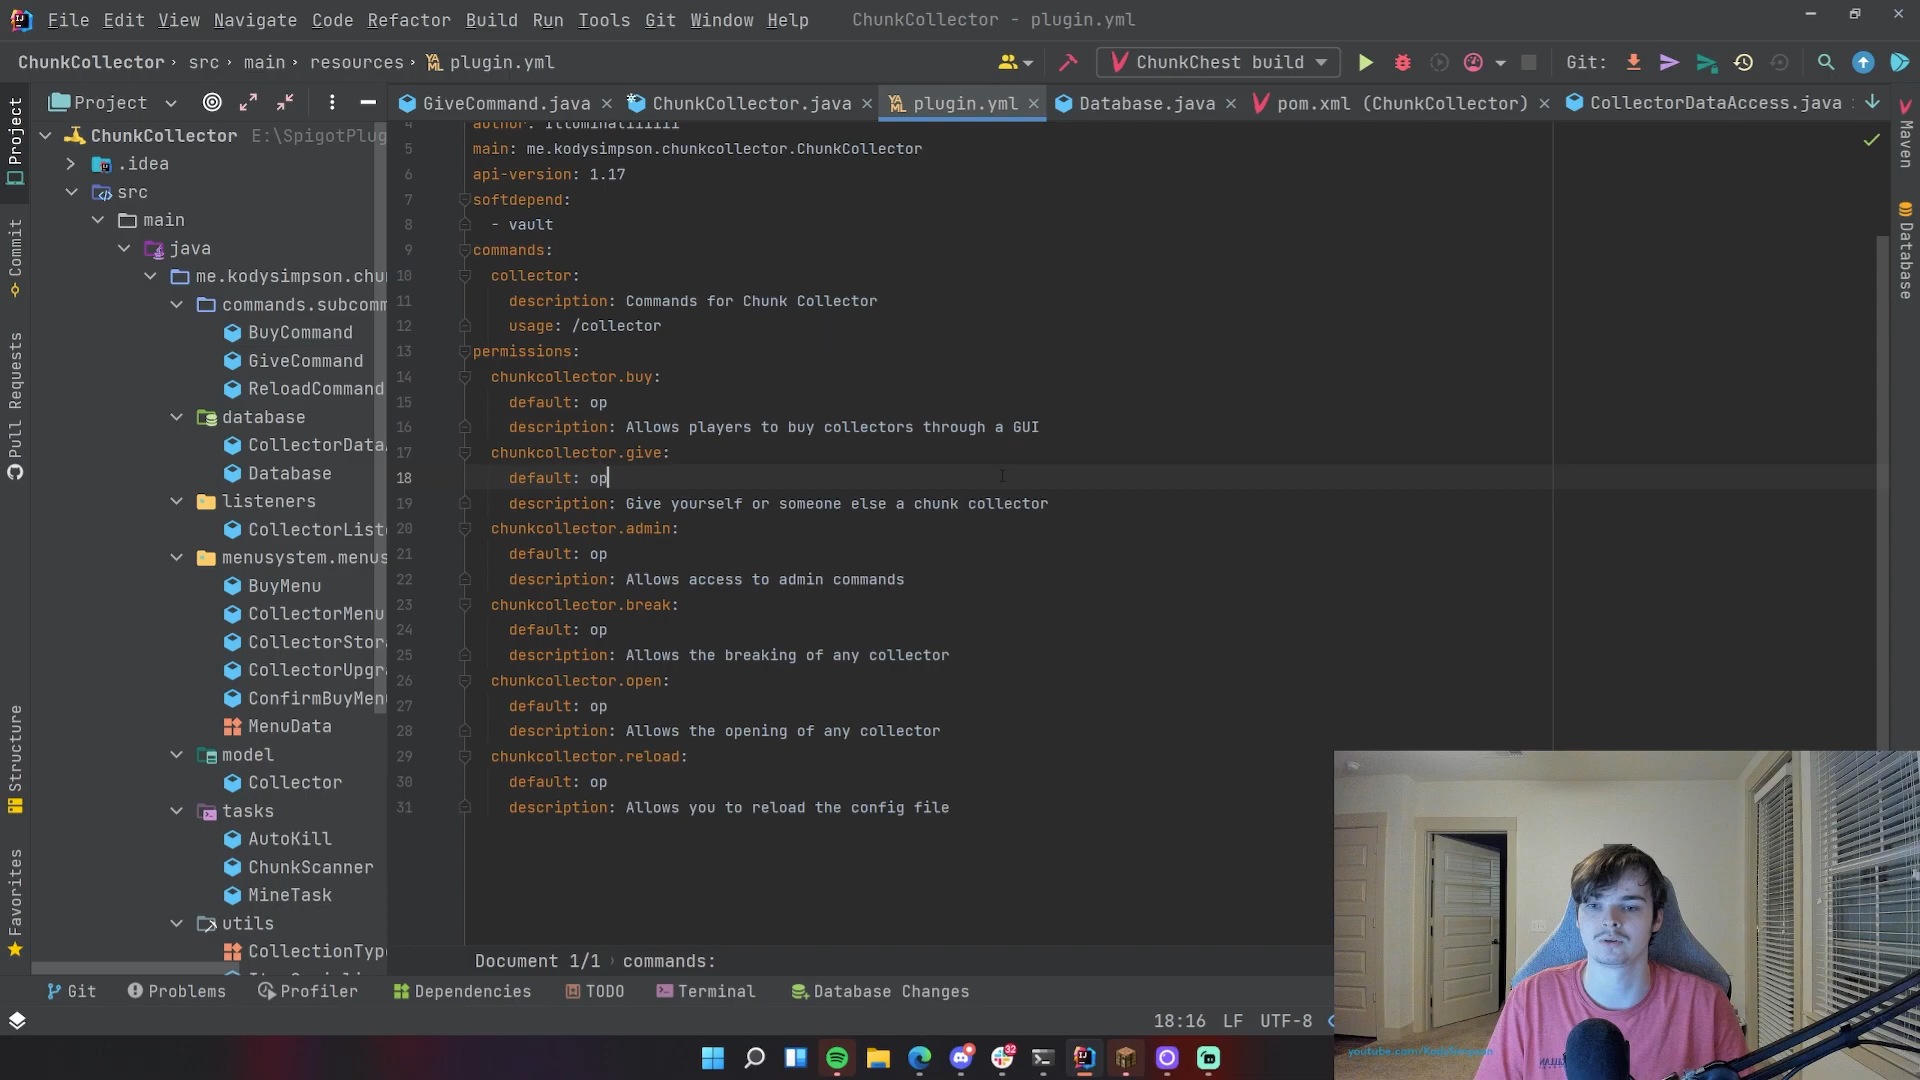 File Edit View Navigate Code Refactor Build Run Tools Git Window Help ChunkCollector - plugin.yml
ChunkCollector › src › main › resources › plugin.yml
ChunkChest build
Git:
Project
GiveCommand.java
ChunkCollector.java
plugin.yml
Database.java
pom.xml (ChunkCollector)
CollectorDataAccess.java
Project
Commit
Pull Requests
Structure
Favorites
Maven
Database
ChunkCollector E:\SpigotPlug
.idea
src
main
java
me.kodysimpson.chu
commands.subcomm
BuyCommand
GiveCommand
ReloadCommand
database
CollectorData
Database
listeners
CollectorList
menusystem.menus
BuyMenu
CollectorMenu
CollectorStor
CollectorUpgr
ConfirmBuyMen
MenuData
model
Collector
tasks
AutoKill
ChunkScanner
MineTask
utils
CollectionType
4 author: Illuminatiiiiii
5 main: me.kodysimpson.chunkcollector.ChunkCollector
6 api-version: 1.17
7 softdepend:
8 - vault
9 commands:
10 collector:
11 description: Commands for Chunk Collector
12 usage: /collector
13 permissions:
14 chunkcollector.buy:
15 default: op
16 description: Allows players to buy collectors through a GUI
17 chunkcollector.give:
18 default: op
19 description: Give yourself or someone else a chunk collector
20 chunkcollector.admin:
21 default: op
22 description: Allows access to admin commands
23 chunkcollector.break:
24 default: op
25 description: Allows the breaking of any collector
26 chunkcollector.open:
27 default: op
28 description: Allows the opening of any collector
29 chunkcollector.reload:
30 default: op
31 description: Allows you to reload the config file
Document 1/1 › commands:
Git Problems Profiler Dependencies TODO Terminal Database Changes
18:16 LF UTF-8
youtube.com/KodySimpson
32